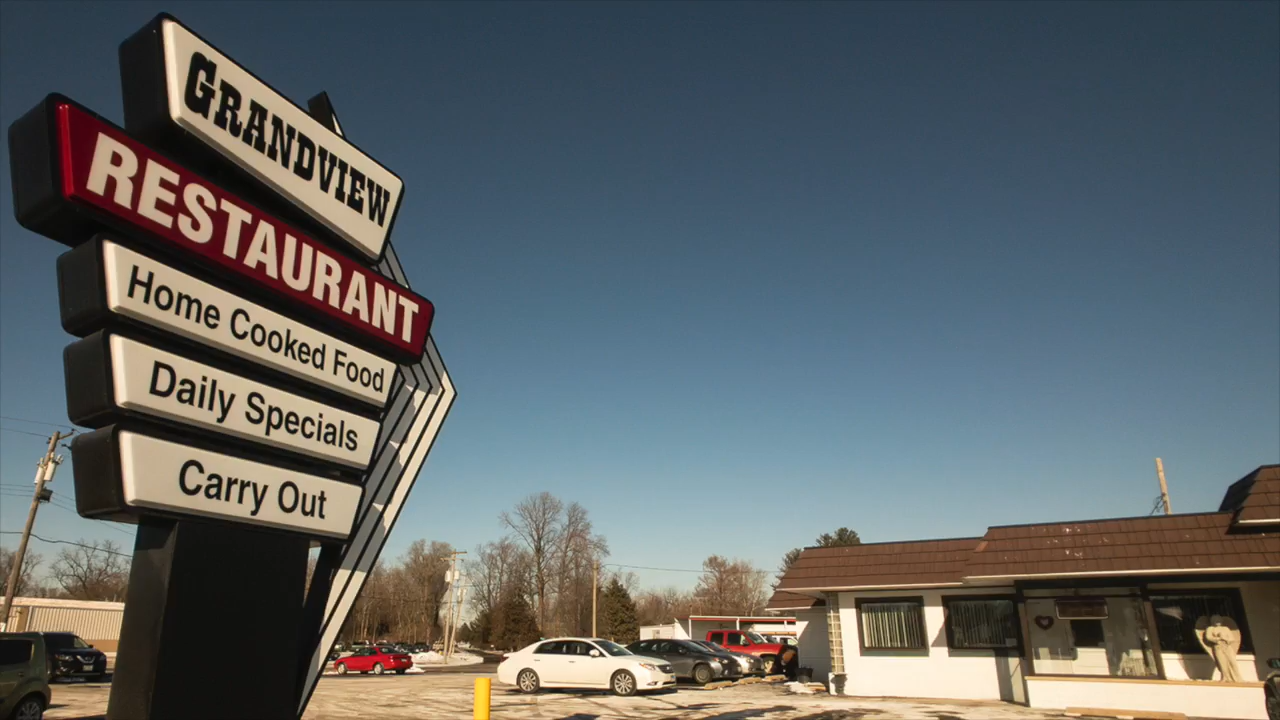 GRANDVIEW
RESTAURANT
Home Cooked Food
Daily Specials
Carry Out